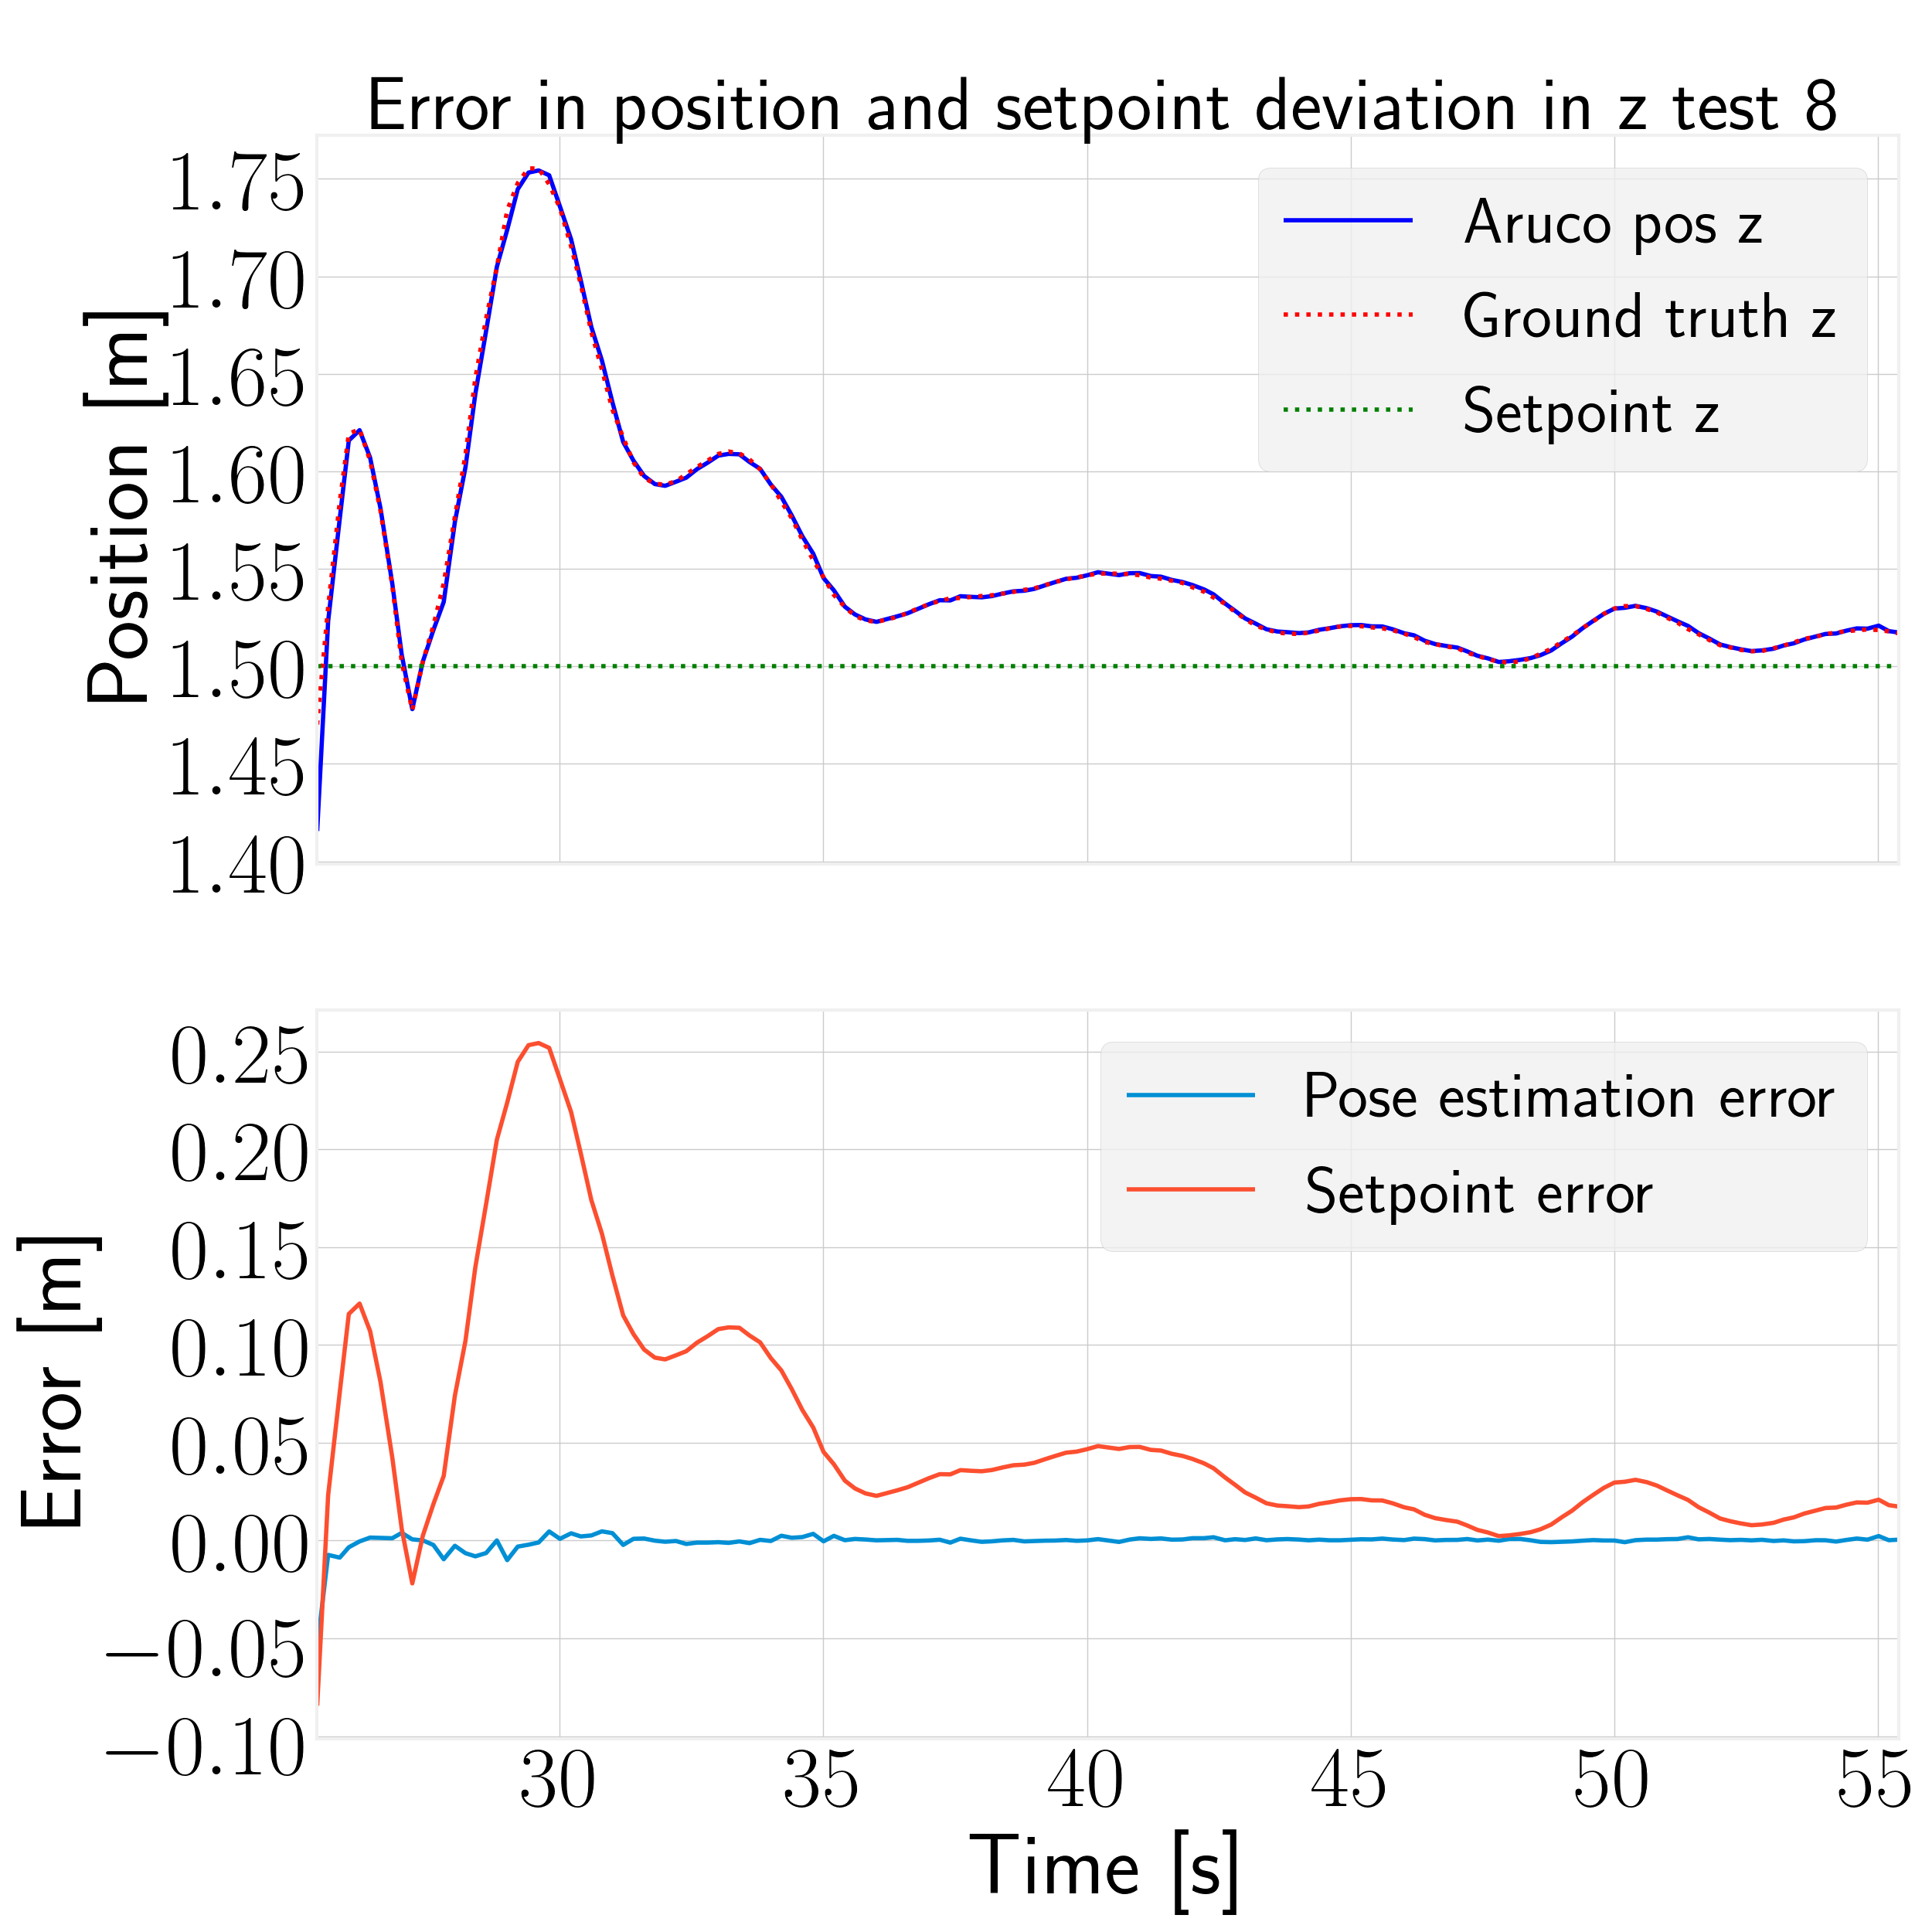 Error in position and setpoint deviation in z test 8
Position [m]
1.75
1.70
1.65
1.60
1.55
1.50
1.45
1.40
Aruco pos z
Ground truth z
Setpoint z
Error [m]
0.25
0.20
0.15
0.10
0.05
0.00
−0.05
−0.10
Pose estimation error
Setpoint error
30 35 40 45 50 55
Time [s]